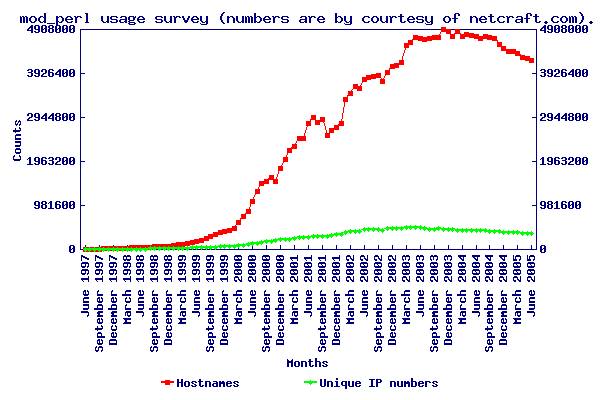 mod_perl usage survey (numbers are by courtesy of netcraft.com).
4908000
3926400
2944800
1963200
981600
0
4908000
3926400
2944800
1963200
981600
0
Counts
June 1997
September 1997
December 1997
March 1998
June 1998
September 1998
December 1998
March 1999
June 1999
September 1999
December 1999
March 2000
June 2000
September 2000
December 2000
March 2001
June 2001
September 2001
December 2001
March 2002
June 2002
September 2002
December 2002
March 2003
June 2003
September 2003
December 2003
March 2004
June 2004
September 2004
December 2004
March 2005
June 2005
Months
Hostnames
Unique IP numbers